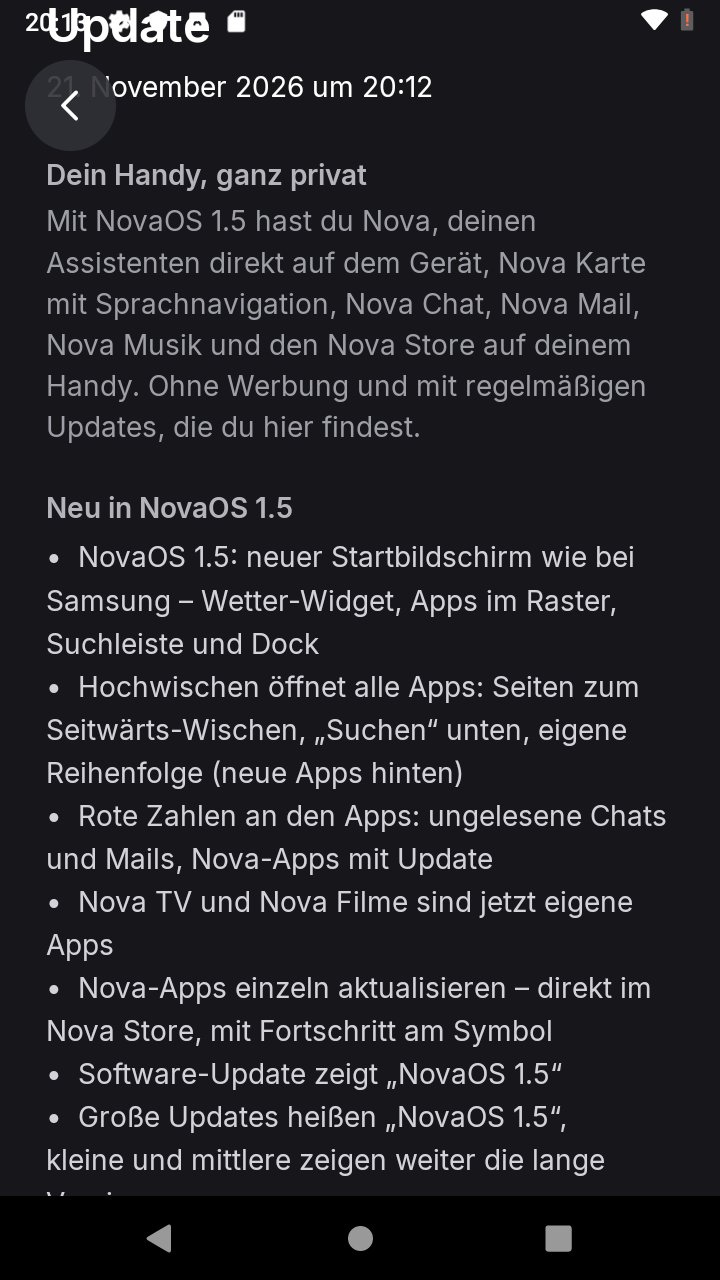 20:13
Update
21. November 2026 um 20:12
Dein Handy, ganz privat
Mit NovaOS 1.5 hast du Nova, deinen
Assistenten direkt auf dem Gerät, Nova Karte
mit Sprachnavigation, Nova Chat, Nova Mail,
Nova Musik und den Nova Store auf deinem
Handy. Ohne Werbung und mit regelmäßigen
Updates, die du hier findest.
Neu in NovaOS 1.5
• NovaOS 1.5: neuer Startbildschirm wie bei
Samsung – Wetter-Widget, Apps im Raster,
Suchleiste und Dock
• Hochwischen öffnet alle Apps: Seiten zum
Seitwärts-Wischen, „Suchen“ unten, eigene
Reihenfolge (neue Apps hinten)
• Rote Zahlen an den Apps: ungelesene Chats
und Mails, Nova-Apps mit Update
• Nova TV und Nova Filme sind jetzt eigene
Apps
• Nova-Apps einzeln aktualisieren – direkt im
Nova Store, mit Fortschritt am Symbol
• Software-Update zeigt „NovaOS 1.5“
• Große Updates heißen „NovaOS 1.5“,
kleine und mittlere zeigen weiter die lange